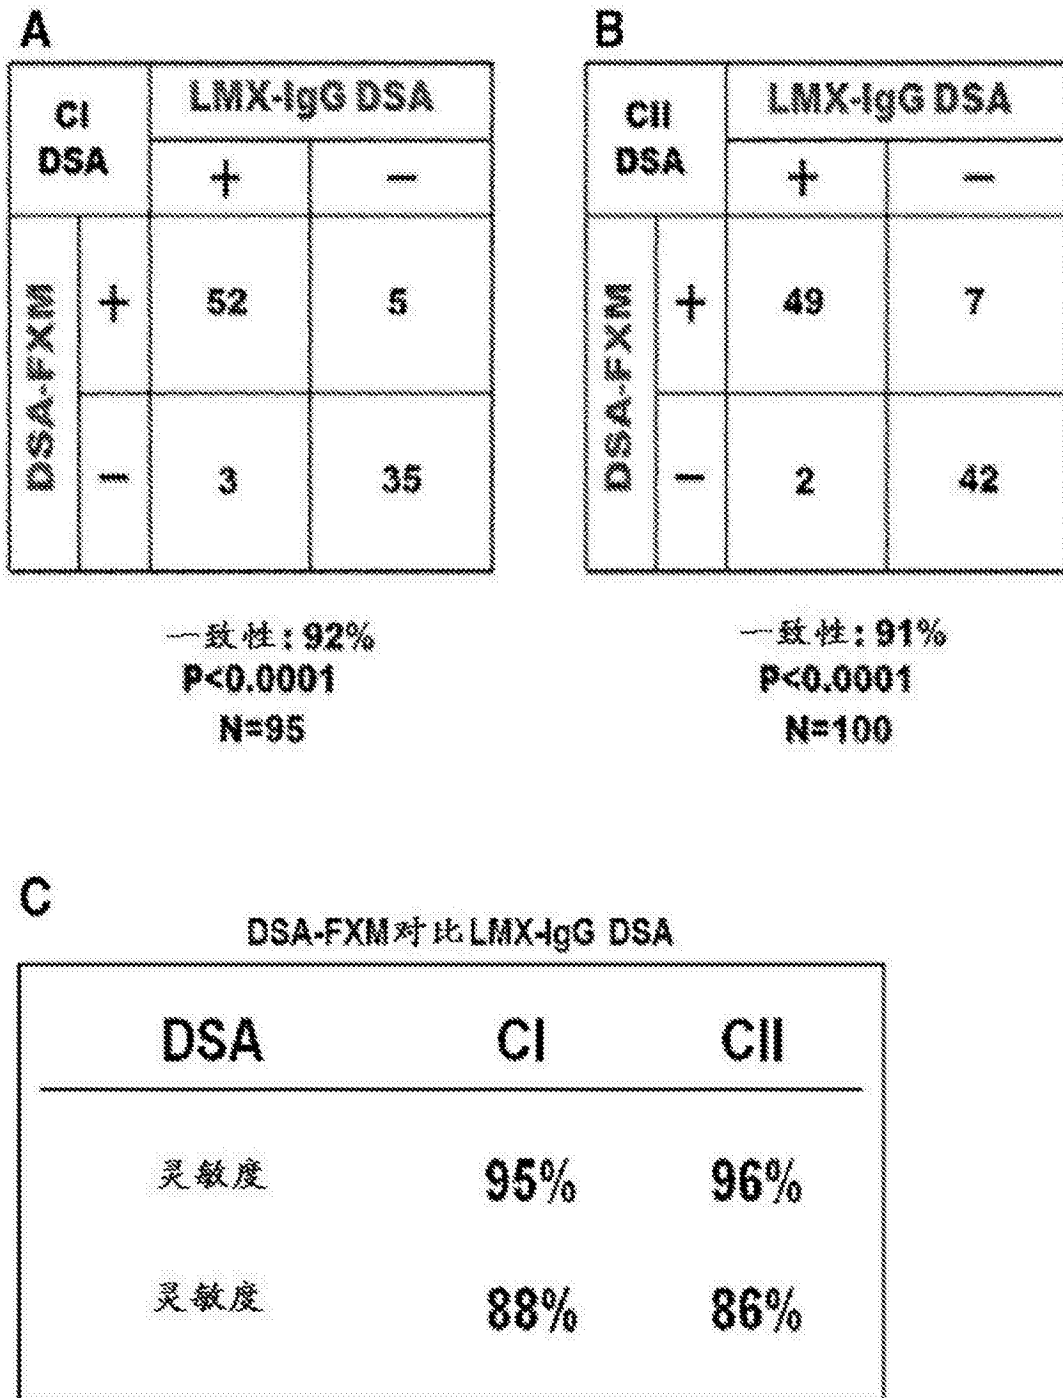 A
CI
DSA
LMX-IgG DSA
+ −
DSA-FXM
+ 52 5
− 3 35
一致性: 92%
P<0.0001
N=95
B
CII
DSA
LMX-IgG DSA
+ −
DSA-FXM
+ 49 7
− 2 42
一致性: 91%
P<0.0001
N=100
C
DSA-FXM对比LMX-IgG DSA
DSA CI CII
灵敏度 95% 96%
灵敏度 88% 86%